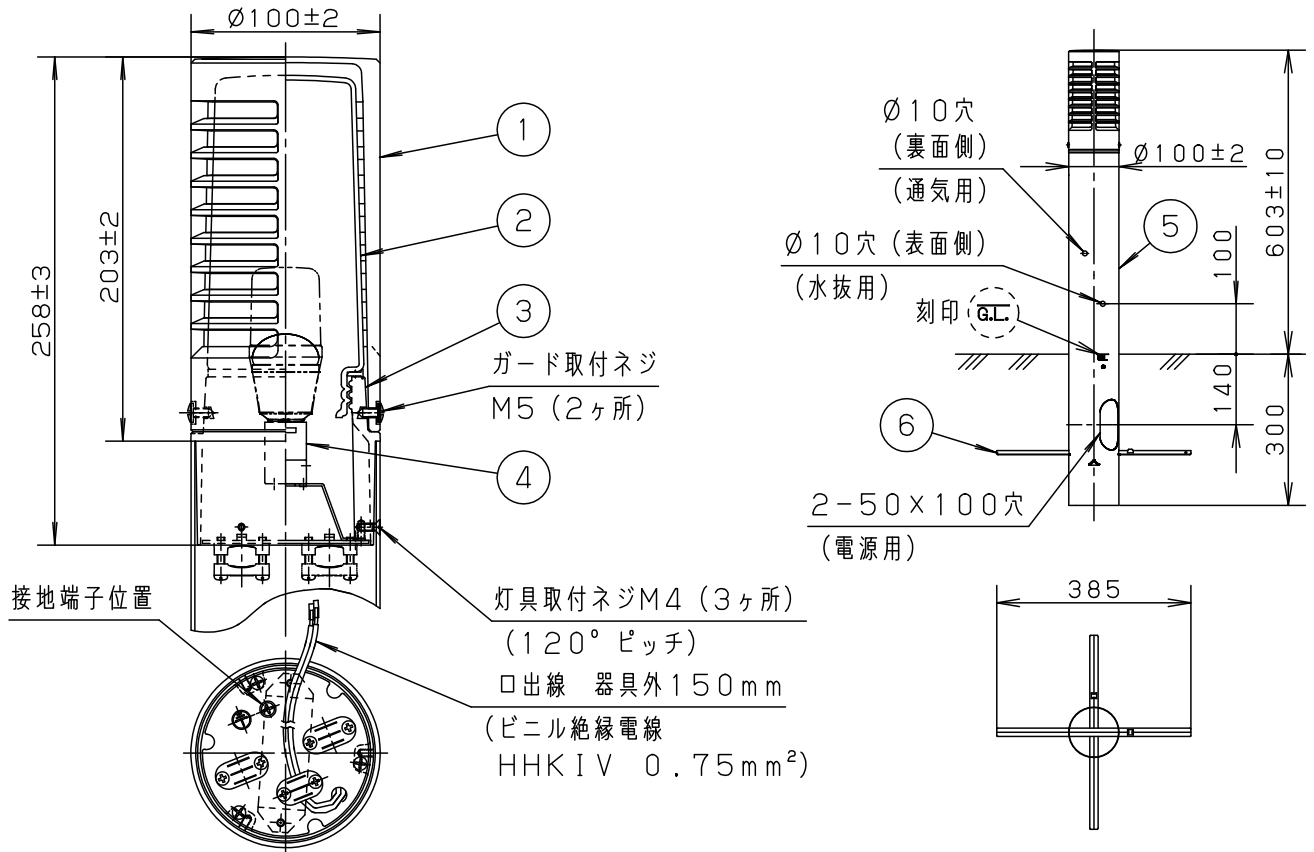 Ø100±2
258±3
203±2
1
2
3
ガード取付ネジ
M5（2ヶ所）
4
接地端子位置
灯具取付ネジM4（3ヶ所）
（120°ピッチ）
口出線　器具外150mm
（ビニル絶縁電線
HHKIV　0.75mm²）
Ø10穴
（裏面側）
（通気用）
Ø100±2
603±10
5
Ø10穴（表面側）
（水抜用）
100
刻印
G.L.
140
300
6
2-50×100穴
（電源用）
385